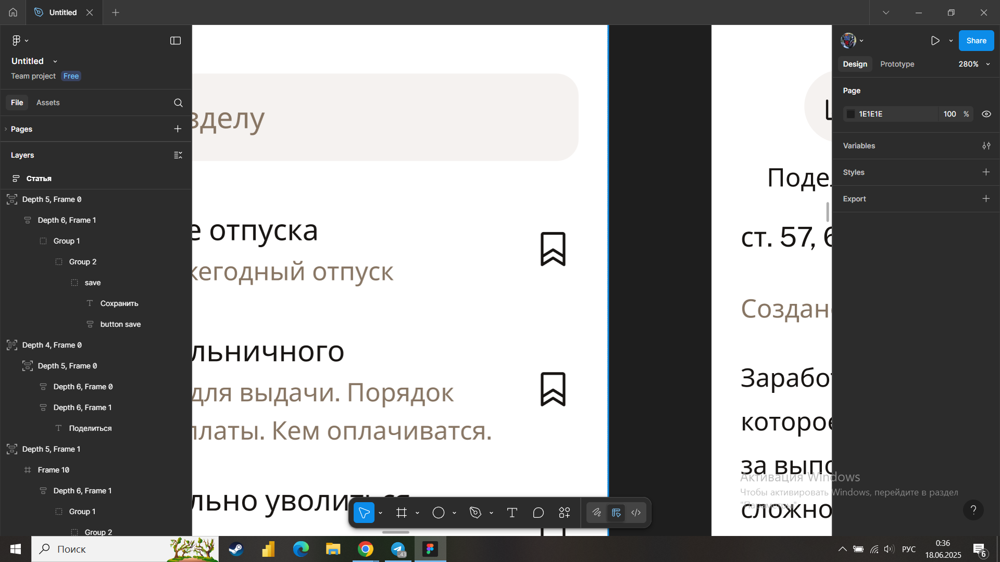 Untitled
Untitled
Team project Free
File Assets
Pages
Layers
Статья
Depth 5, Frame 0
Depth 6, Frame 1
Group 1
Group 2
save
Сохранить
button save
Depth 4, Frame 0
Depth 5, Frame 0
Depth 6, Frame 0
Depth 6, Frame 1
Поделиться
Depth 5, Frame 1
Frame 10
Depth 6, Frame 1
Group 1
Group 2
зделу
е отпуска
жегодный отпуск
льничного
для выдачи. Порядок
платы. Кем оплачиватся.
льно уволиться
Поде
ст. 57, 6
Создан
Заработ
которое
за выпо
сложно
Share
Design Prototype 280%
Page
1E1E1E 100 %
Variables
Styles
Export
Активация Windows
Чтобы активировать Windows, перейдите в раздел
"Параметры".
?
Поиск
43
РУС
0:36
18.06.2025
6